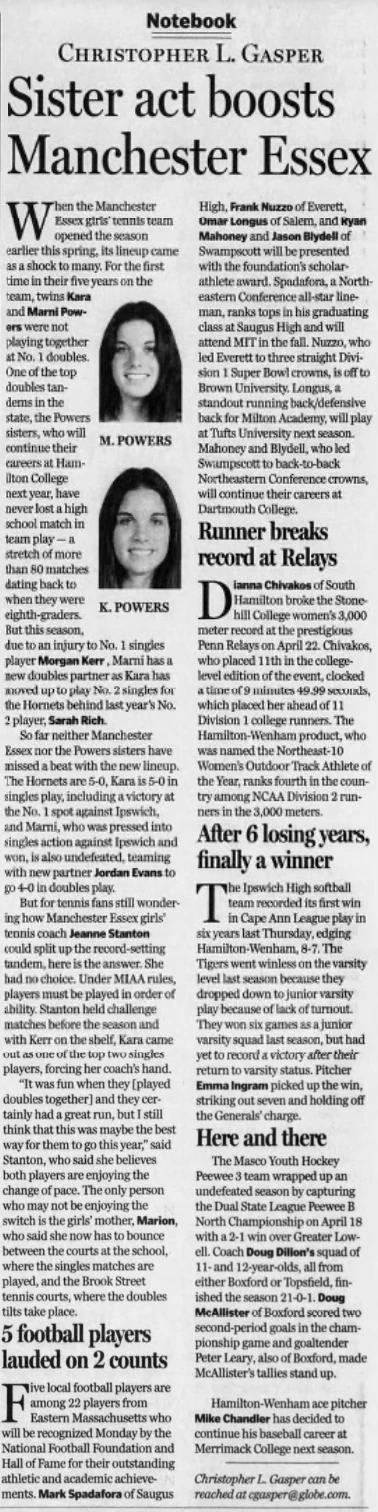 Notebook
CHRISTOPHER L. GASPER
Sister act boosts
Manchester Essex
When the Manchester
Essex girls' tennis team
opened the season
earlier this spring, its lineup came
as a shock to many. For the first
time in their five years on the
team, twins Kara
and Marni Pow-
ers were not
playing together
at No. 1 doubles.
One of the top
doubles tan-
dems in the
state, the Powers
sisters, who will
continue their
careers at Ham-
ilton College
next year, have
never lost a high
school match in
team play — a
stretch of more
than 80 matches
dating back to
when they were
eighth-graders.
But this season,
due to an injury to No. 1 singles
player Morgan Kerr , Marni has a
new doubles partner as Kara has
moved up to play No. 2 singles for
the Hornets behind last year's No.
2 player, Sarah Rich.
M. POWERS
K. POWERS
So far neither Manchester
Essex nor the Powers sisters have
missed a beat with the new lineup.
The Hornets are 5-0, Kara is 5-0 in
singles play, including a victory at
the No. 1 spot against Ipswich,
and Marni, who was pressed into
singles action against Ipswich and
won, is also undefeated, teaming
with new partner Jordan Evans to
go 4-0 in doubles play.
But for tennis fans still wonder-
ing how Manchester Essex girls'
tennis coach Jeanne Stanton
could split up the record-setting
tandem, here is the answer. She
had no choice. Under MIAA rules,
players must be played in order of
ability. Stanton held challenge
matches before the season and
with Kerr on the shelf, Kara came
out as one of the top two singles
players, forcing her coach's hand.
"It was fun when they [played
doubles together] and they cer-
tainly had a great run, but I still
think that this was maybe the best
way for them to go this year," said
Stanton, who said she believes
both players are enjoying the
change of pace. The only person
who may not be enjoying the
switch is the girls' mother, Marion,
who said she now has to bounce
between the courts at the school,
where the singles matches are
played, and the Brook Street
tennis courts, where the doubles
tilts take place.
5 football players
lauded on 2 counts
Five local football players are
among 22 players from
Eastern Massachusetts who
will be recognized Monday by the
National Football Foundation and
Hall of Fame for their outstanding
athletic and academic achieve-
ments. Mark Spadafora of Saugus
High, Frank Nuzzo of Everett,
Omar Longus of Salem, and Ryan
Mahoney and Jason Blydell of
Swampscott will be presented
with the foundation's scholar-
athlete award. Spadafora, a North-
eastern Conference all-star line-
man, ranks tops in his graduating
class at Saugus High and will
attend MIT in the fall. Nuzzo, who
led Everett to three straight Divi-
sion 1 Super Bowl crowns, is off to
Brown University. Longus, a
standout running back/defensive
back for Milton Academy, will play
at Tufts University next season.
Mahoney and Blydell, who led
Swampscott to back-to-back
Northeastern Conference crowns,
will continue their careers at
Dartmouth College.
Runner breaks
record at Relays
Dianna Chivakos of South
Hamilton broke the Stone-
hill College women's 3,000
meter record at the prestigious
Penn Relays on April 22. Chivakos,
who placed 11th in the college-
level edition of the event, clocked
a time of 9 minutes 49.99 seconds,
which placed her ahead of 11
Division 1 college runners. The
Hamilton-Wenham product, who
was named the Northeast-10
Women's Outdoor Track Athlete of
the Year, ranks fourth in the coun-
try among NCAA Division 2 run-
ners in the 3,000 meters.
After 6 losing years,
finally a winner
The Ipswich High softball
team recorded its first win
in Cape Ann League play in
six years last Thursday, edging
Hamilton-Wenham, 8-7. The
Tigers went winless on the varsity
level last season because they
dropped down to junior varsity
play because of lack of turnout.
They won six games as a junior
varsity squad last season, but had
yet to record a victory after their
return to varsity status. Pitcher
Emma Ingram picked up the win,
striking out seven and holding off
the Generals' charge.
Here and there
The Masco Youth Hockey
Peewee 3 team wrapped up an
undefeated season by capturing
the Dual State League Peewee B
North Championship on April 18
with a 2-1 win over Greater Low-
ell. Coach Doug Dillon's squad of
11- and 12-year-olds, all from
either Boxford or Topsfield, fin-
ished the season 21-0-1. Doug
McAllister of Boxford scored two
second-period goals in the cham-
pionship game and goaltender
Peter Leary, also of Boxford, made
McAllister's tallies stand up.
Hamilton-Wenham ace pitcher
Mike Chandler has decided to
continue his baseball career at
Merrimack College next season.
Christopher L. Gasper can be
reached at cgasper@globe.com.